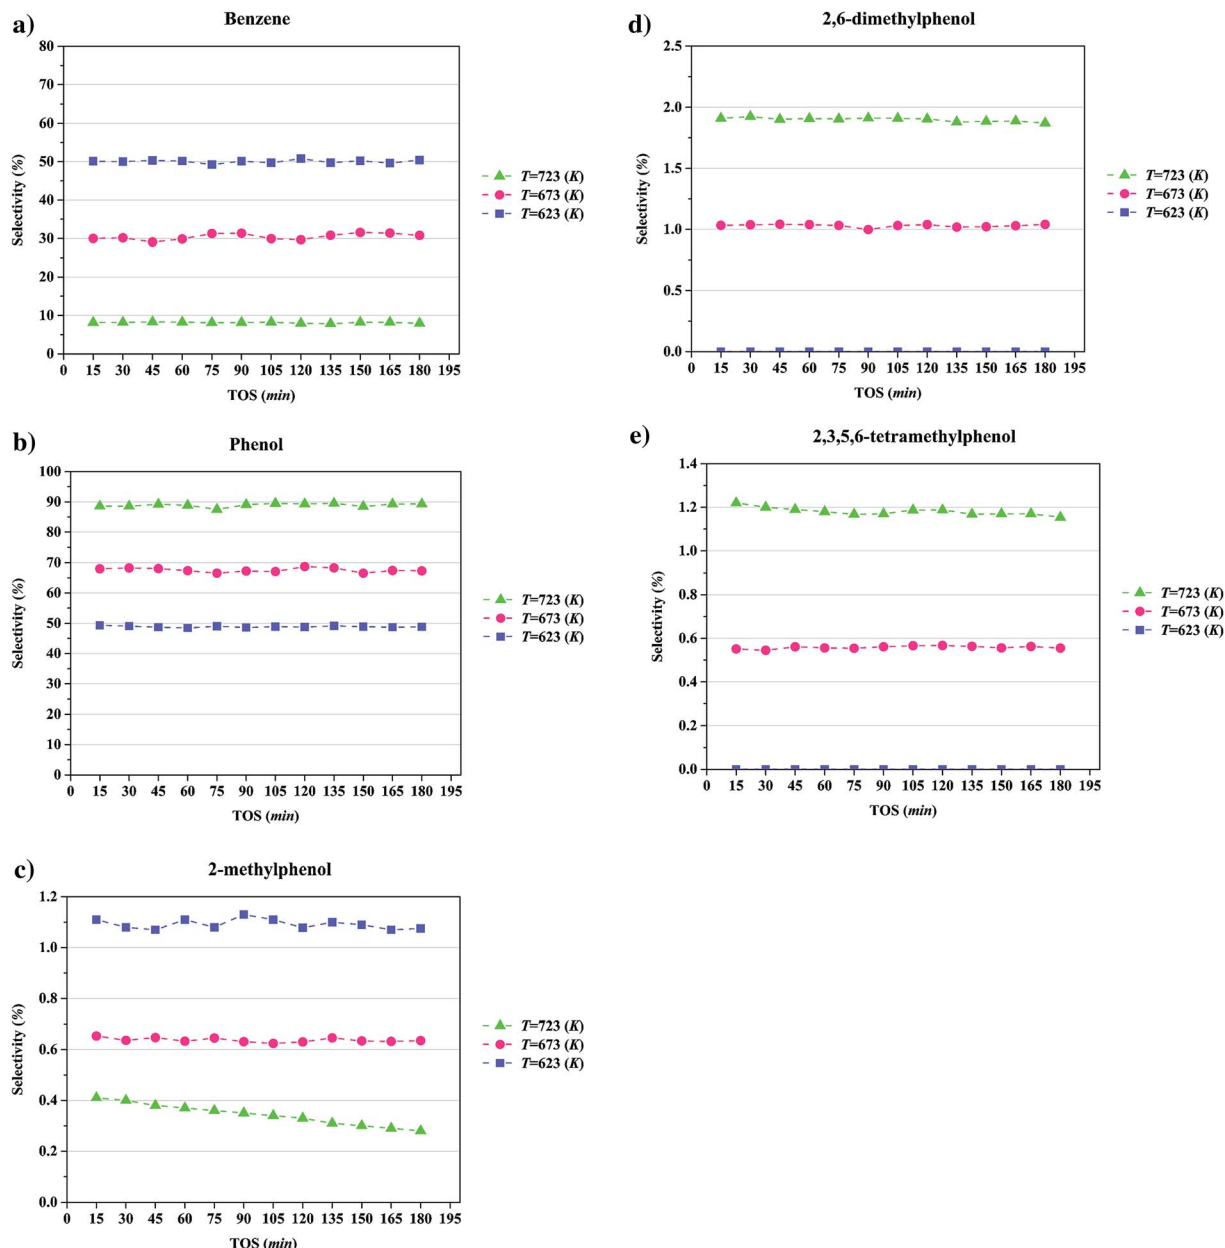 a)
Benzene
80
70
60
50
40
30
20
10
0
Selectivity (%)
0 15 30 45 60 75 90 105 120 135 150 165 180 195
TOS (min)
T=723 (K)
T=673 (K)
T=623 (K)
b)
Phenol
100
90
80
70
60
50
40
30
20
10
0
Selectivity (%)
0 15 30 45 60 75 90 105 120 135 150 165 180 195
TOS (min)
T=723 (K)
T=673 (K)
T=623 (K)
c)
2-methylphenol
1.2
1.0
0.8
0.6
0.4
0.2
0.0
Selectivity (%)
0 15 30 45 60 75 90 105 120 135 150 165 180 195
TOS (min)
T=723 (K)
T=673 (K)
T=623 (K)
d)
2,6-dimethylphenol
2.5
2.0
1.5
1.0
0.5
0.0
Selectivity (%)
0 15 30 45 60 75 90 105 120 135 150 165 180 195
TOS (min)
T=723 (K)
T=673 (K)
T=623 (K)
e)
2,3,5,6-tetramethylphenol
1.4
1.2
1.0
0.8
0.6
0.4
0.2
0.0
Selectivity (%)
0 15 30 45 60 75 90 105 120 135 150 165 180 195
TOS (min)
T=723 (K)
T=673 (K)
T=623 (K)